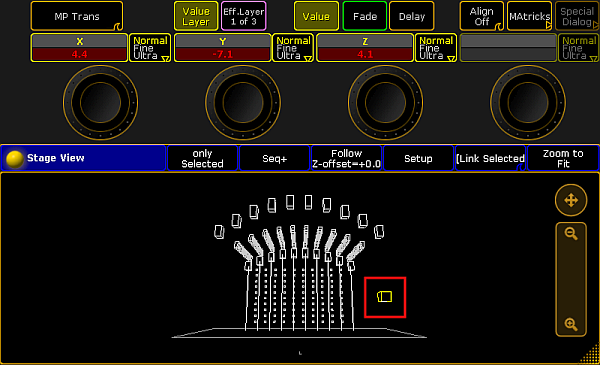 MP Trans
Value
Layer
Eff.Layer
1 of 3
Value
Fade
Delay
Align
Off
MAtricks
Special
Dialog
X
4.4
Normal
Fine
Ultra
Y
-7.1
Normal
Fine
Ultra
Z
4.1
Normal
Fine
Ultra
Normal
Fine
Ultra
Stage View
only
Selected
Seq+
Follow
Z-offset=+0.0
Setup
[Link Selected
Zoom to
Fit